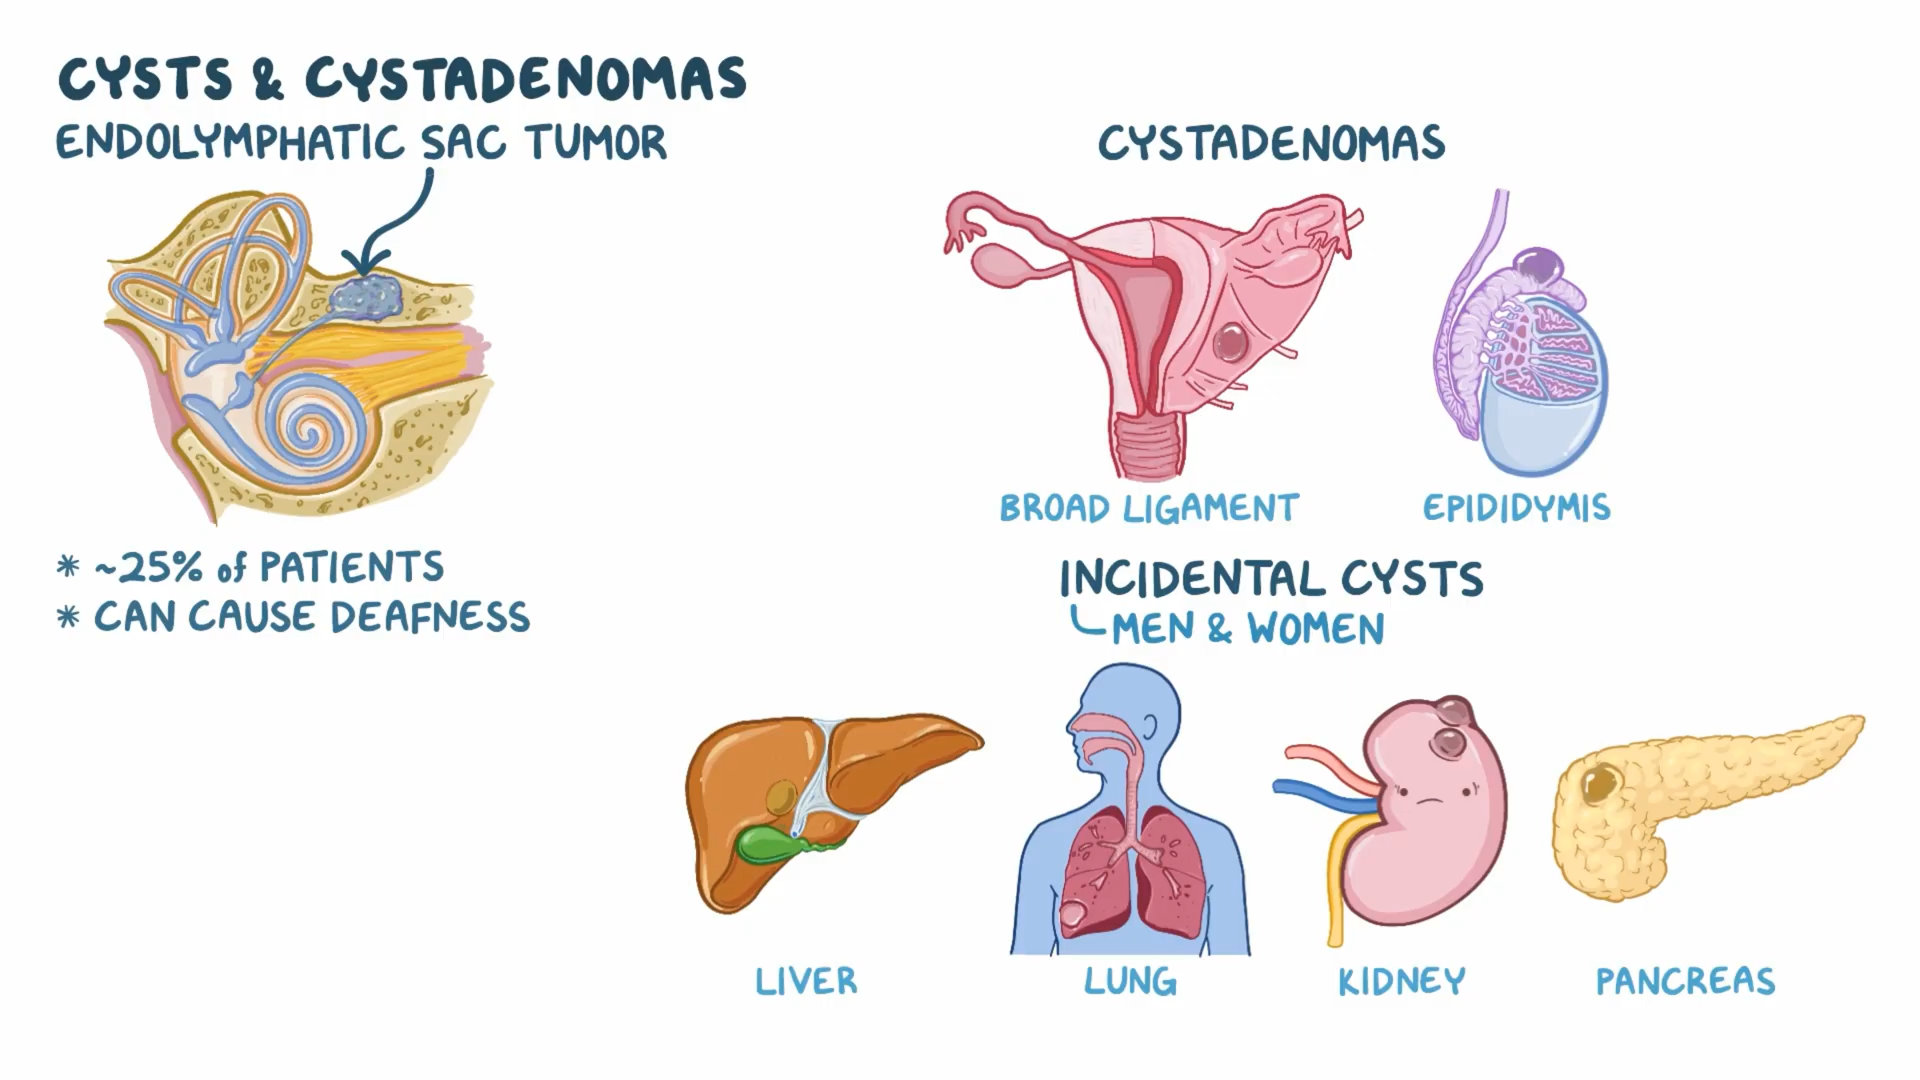 CYSTS & CYSTADENOMAS
ENDOLYMPHATIC SAC TUMOR
* ~25% of PATIENTS
* CAN CAUSE DEAFNESS
CYSTADENOMAS
BROAD LIGAMENT
EPIDIDYMIS
INCIDENTAL CYSTS
MEN & WOMEN
LIVER
LUNG
KIDNEY
PANCREAS